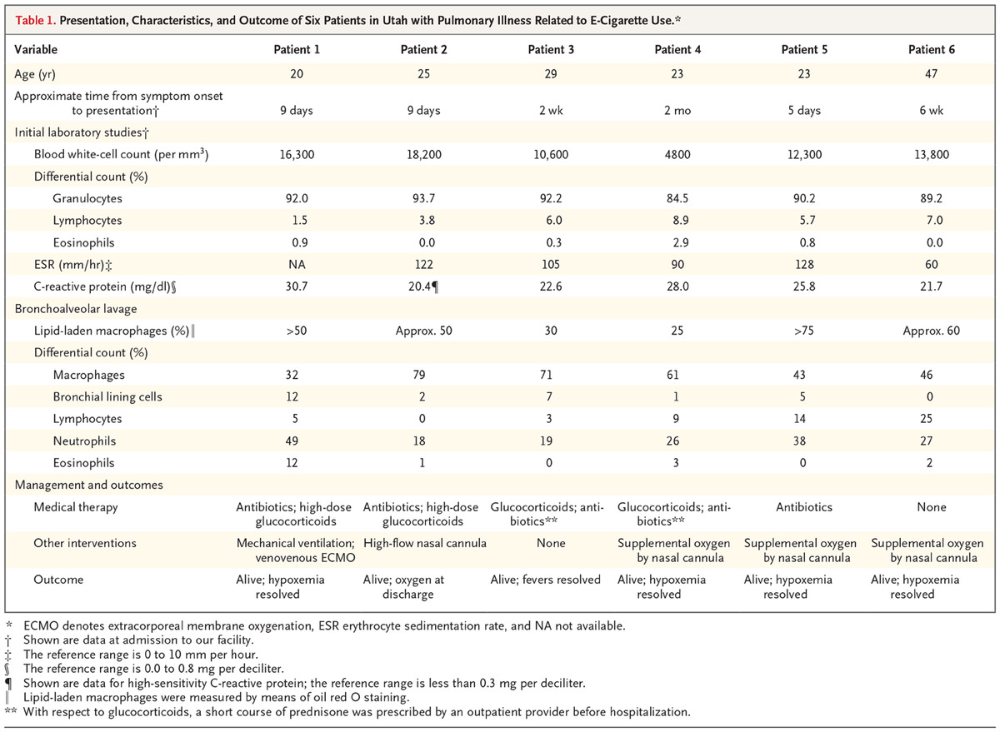 Table 1. Presentation, Characteristics, and Outcome of Six Patients in Utah with Pulmonary Illness Related to E-Cigarette Use.*
Variable Patient 1 Patient 2 Patient 3 Patient 4 Patient 5 Patient 6
Age (yr) 20 25 29 23 23 47
Approximate time from symptom onset
to presentation† 9 days 9 days 2 wk 2 mo 5 days 6 wk
Initial laboratory studies†
Blood white-cell count (per mm³) 16,300 18,200 10,600 4800 12,300 13,800
Differential count (%)
Granulocytes 92.0 93.7 92.2 84.5 90.2 89.2
Lymphocytes 1.5 3.8 6.0 8.9 5.7 7.0
Eosinophils 0.9 0.0 0.3 2.9 0.8 0.0
ESR (mm/hr)‡ NA 122 105 90 128 60
C-reactive protein (mg/dl)§ 30.7 20.4¶ 22.6 28.0 25.8 21.7
Bronchoalveolar lavage
Lipid-laden macrophages (%)‖ >50 Approx. 50 30 25 >75 Approx. 60
Differential count (%)
Macrophages 32 79 71 61 43 46
Bronchial lining cells 12 2 7 1 5 0
Lymphocytes 5 0 3 9 14 25
Neutrophils 49 18 19 26 38 27
Eosinophils 12 1 0 3 0 2
Management and outcomes
Medical therapy Antibiotics; high-dose Antibiotics; high-dose Glucocorticoids; anti- Glucocorticoids; anti- Antibiotics None
glucocorticoids glucocorticoids biotics** biotics**
Other interventions Mechanical ventilation; High-flow nasal cannula None Supplemental oxygen Supplemental oxygen Supplemental oxygen
venovenous ECMO by nasal cannula by nasal cannula by nasal cannula
Outcome Alive; hypoxemia Alive; oxygen at Alive; fevers resolved Alive; hypoxemia Alive; hypoxemia Alive; hypoxemia
resolved discharge resolved resolved resolved
* ECMO denotes extracorporeal membrane oxygenation, ESR erythrocyte sedimentation rate, and NA not available.
† Shown are data at admission to our facility.
‡ The reference range is 0 to 10 mm per hour.
§ The reference range is 0.0 to 0.8 mg per deciliter.
¶ Shown are data for high-sensitivity C-reactive protein; the reference range is less than 0.3 mg per deciliter.
‖ Lipid-laden macrophages were measured by means of oil red O staining.
** With respect to glucocorticoids, a short course of prednisone was prescribed by an outpatient provider before hospitalization.